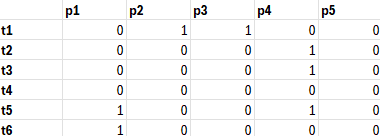 p1 p2 p3 p4 p5
t1 0 1 1 0 0
t2 0 0 0 1 0
t3 0 0 0 1 0
t4 0 0 0 0 0
t5 1 0 0 1 0
t6 1 0 0 0 0